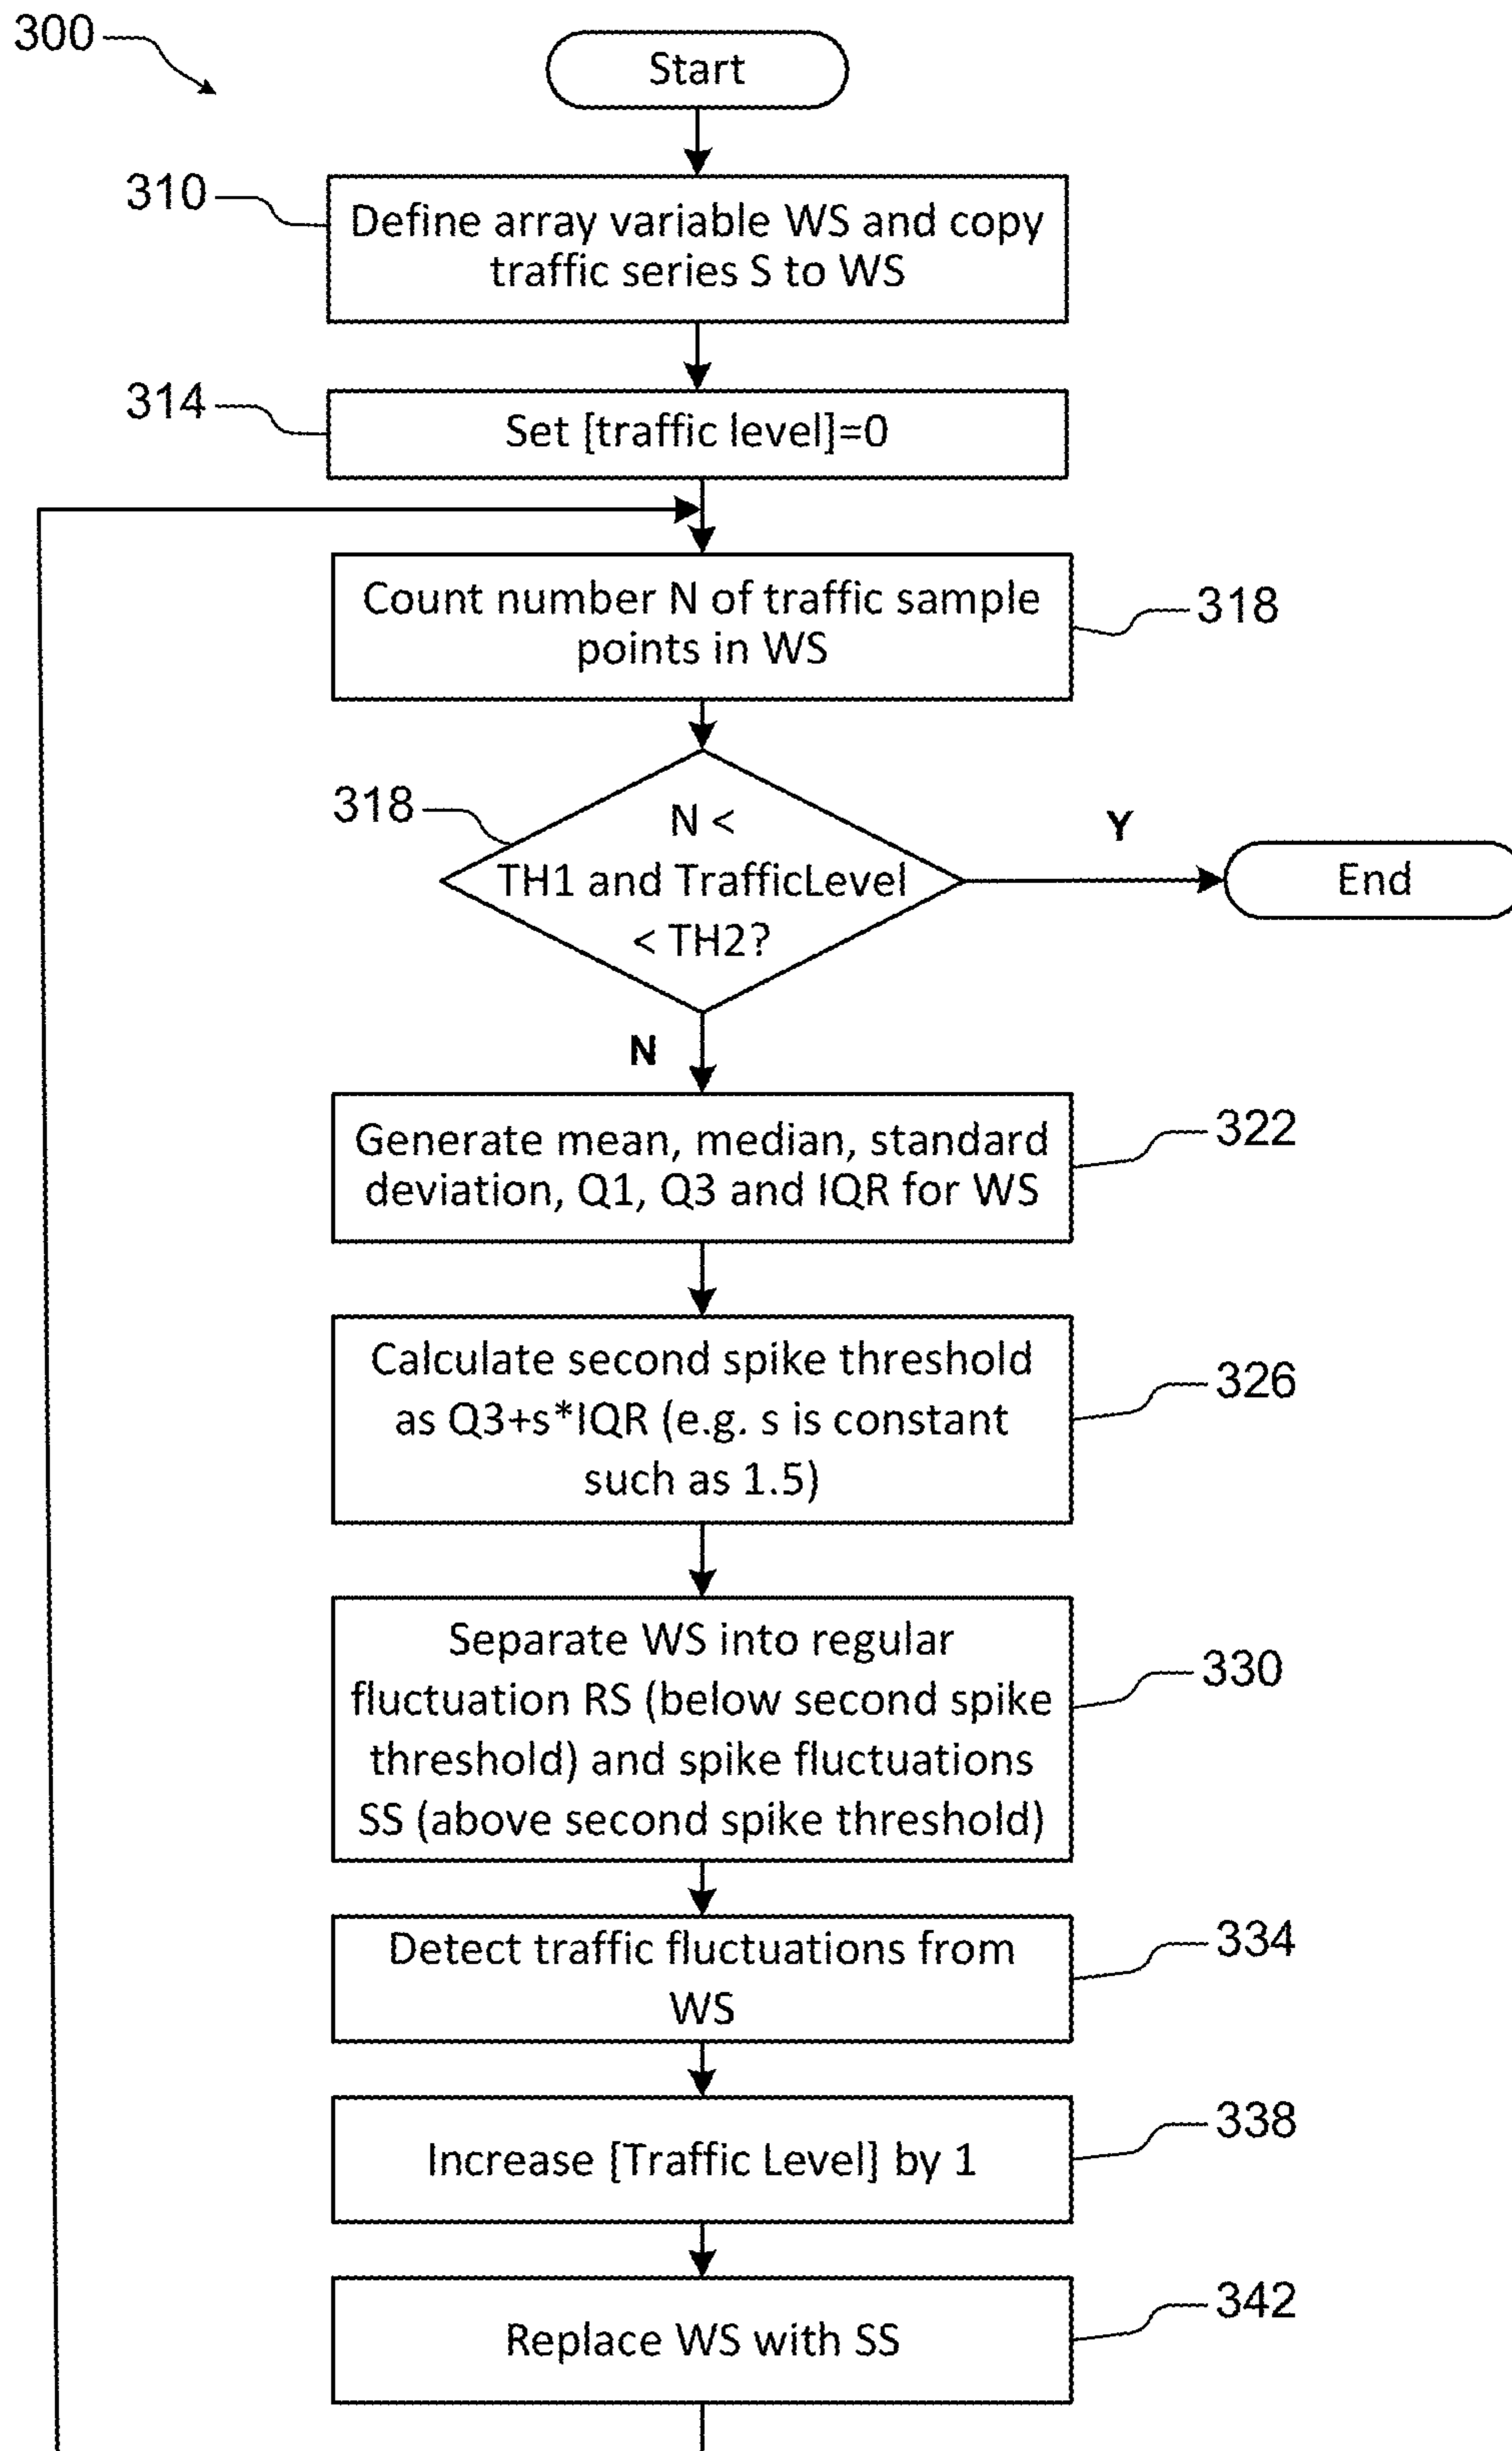 300
Start
310
Define array variable WS and copy
traffic series S to WS
314
Set [traffic level]=0
Count number N of traffic sample
points in WS
318
318
N <
TH1 and TrafficLevel
< TH2?
Y
End
N
Generate mean, median, standard
deviation, Q1, Q3 and IQR for WS
322
Calculate second spike threshold
as Q3+s*IQR (e.g. s is constant
such as 1.5)
326
Separate WS into regular
fluctuation RS (below second spike
threshold) and spike fluctuations
SS (above second spike threshold)
330
Detect traffic fluctuations from
WS
334
Increase [Traffic Level] by 1
338
Replace WS with SS
342